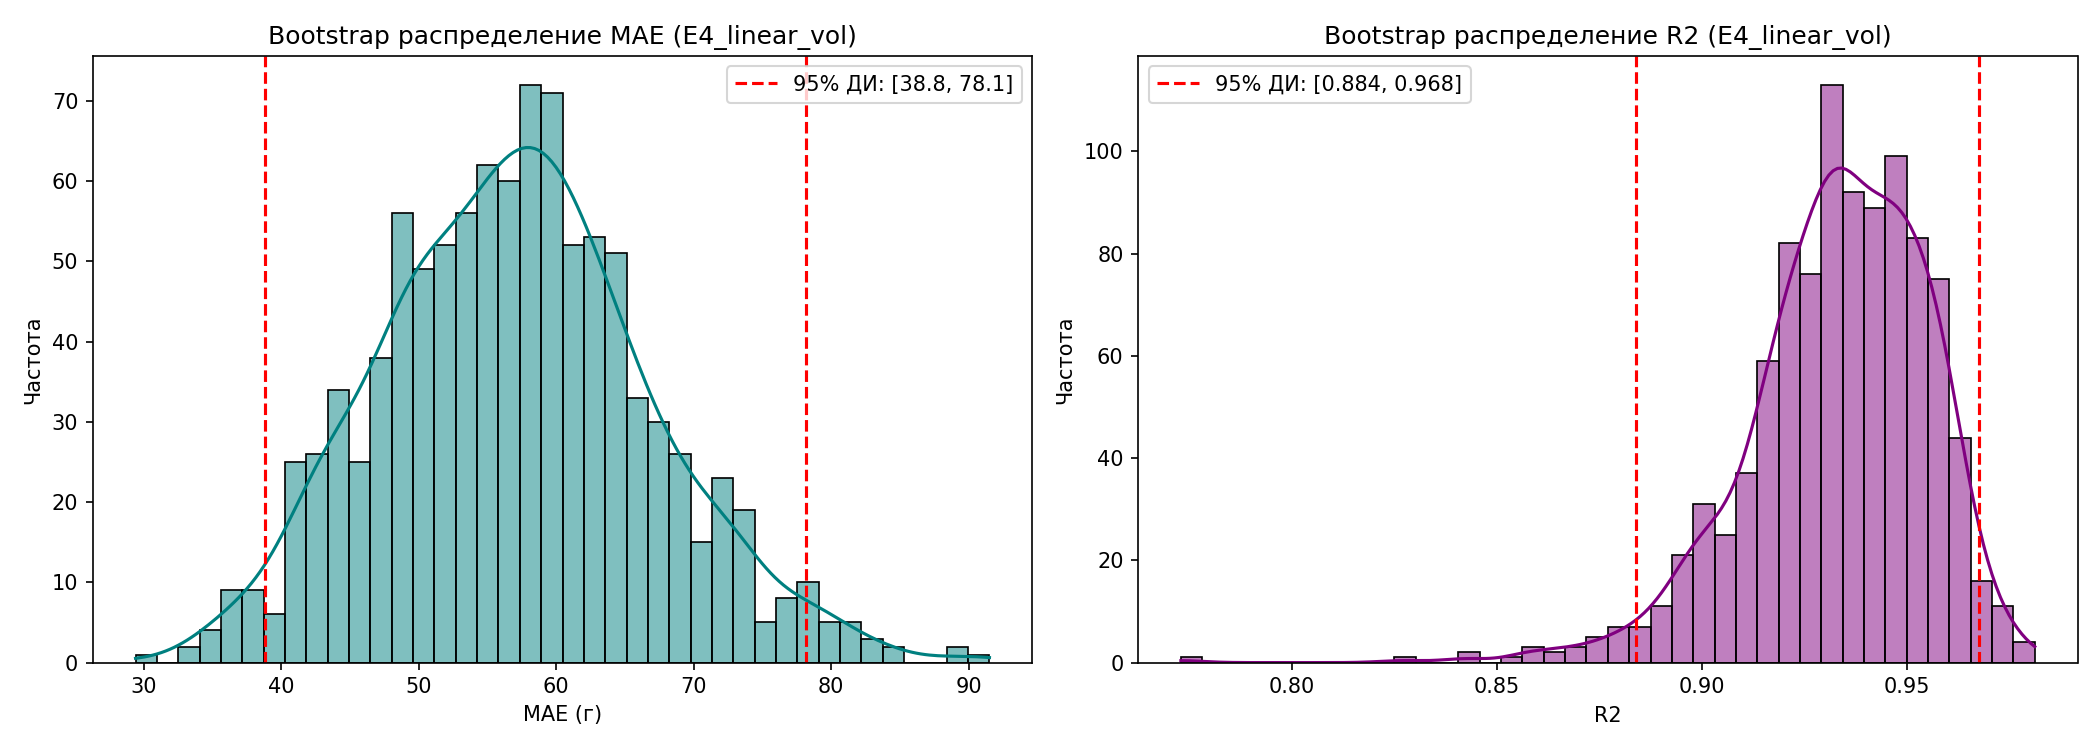 Bootstrap распределение MAE (E4_linear_vol)
95% ДИ: [38.8, 78.1]
Частота
70
60
50
40
30
20
10
0
30 40 50 60 70 80 90
MAE (г)
Bootstrap распределение R2 (E4_linear_vol)
95% ДИ: [0.884, 0.968]
Частота
100
80
60
40
20
0
0.80 0.85 0.90 0.95
R2